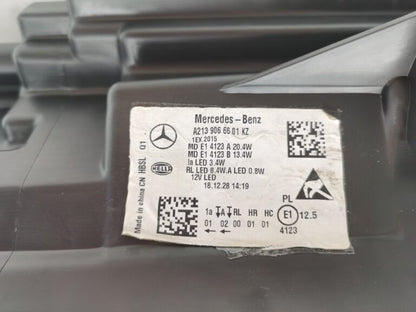 Mercedes-Benz
A213 906 66 01 KZ
1EX.2015
MD E1 4123 A 20.4W
MD E1 4123 B 13.4W
la LED 3.4W
RL LED 8.4W.A LED 0.8W
12V LED
18.12.28 14:19
Made in china CN HBSL Q1
HELLA
PL
1a A RL HR HC
01 02 00 01 01
E1 12.5
4123